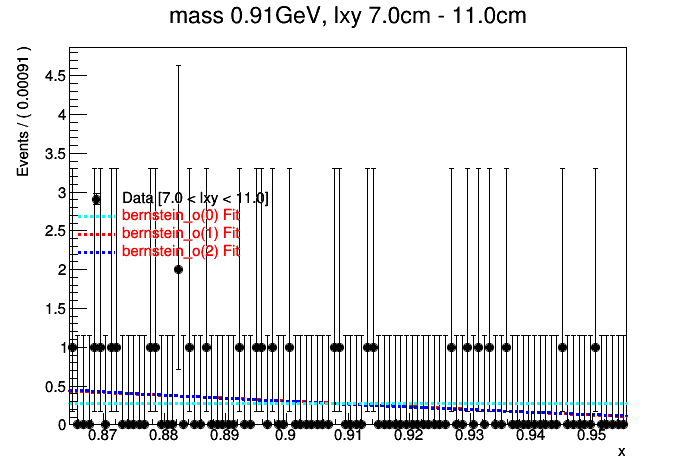 mass 0.91GeV, lxy 7.0cm - 11.0cm
Events / ( 0.00091 )
4.5
4
3.5
3
2.5
2
1.5
1
0.5
0
Data [7.0 < lxy < 11.0]
bernstein_o(0) Fit
bernstein_o(1) Fit
bernstein_o(2) Fit
0.87 0.88 0.89 0.9 0.91 0.92 0.93 0.94 0.95
x